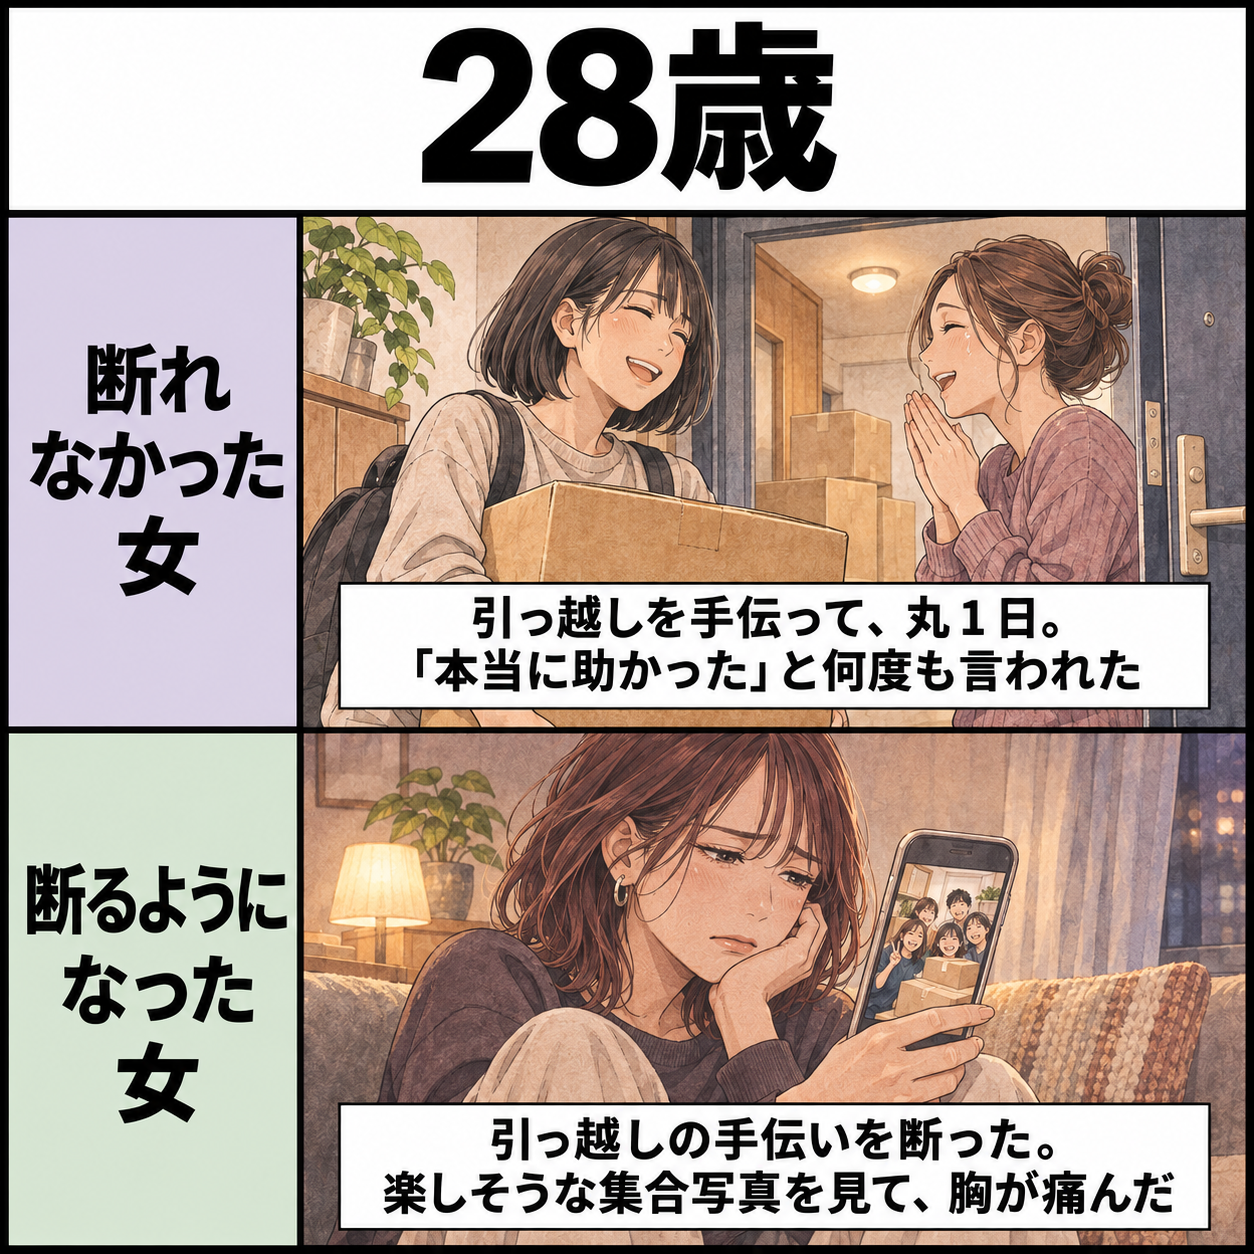 28歳
断れ
なかった
女
引っ越しを手伝って、丸1日。
「本当に助かった」と何度も言われた
断るように
なった
女
引っ越しの手伝いを断った。
楽しそうな集合写真を見て、胸が痛んだ